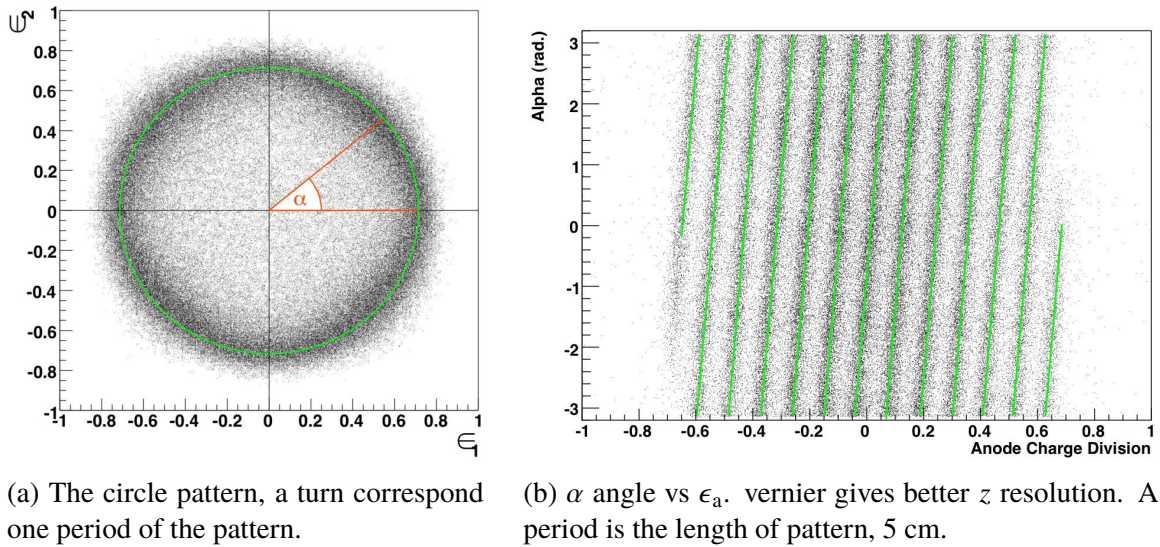 ∈2
1
0.8
0.6
0.4
0.2
0
-0.2
-0.4
-0.6
-0.8
-1
α
-1 -0.8 -0.6 -0.4 -0.2 0 0.2 0.4 0.6 0.8 1
∈1
Alpha (rad.)
3
2
1
0
-1
-2
-3
-1 -0.8 -0.6 -0.4 -0.2 0 0.2 0.4 0.6 0.8 1
Anode Charge Division
(a) The circle pattern, a turn correspond
one period of the pattern.
(b) α angle vs ϵa. vernier gives better z resolution. A
period is the length of pattern, 5 cm.